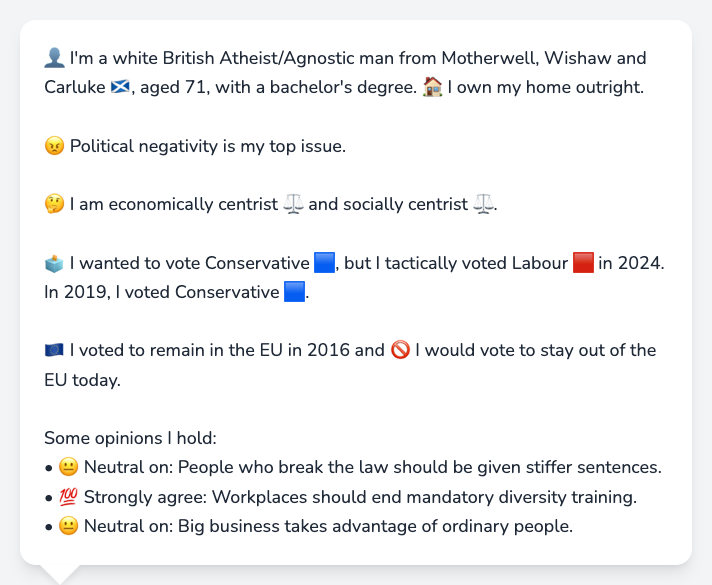 👤 I'm a white British Atheist/Agnostic man from Motherwell, Wishaw and
Carluke 🏴󠁧󠁢󠁳󠁣󠁴󠁿, aged 71, with a bachelor's degree. 🏠 I own my home outright.
😠 Political negativity is my top issue.
🤔 I am economically centrist ⚖️ and socially centrist ⚖️.
🗳️ I wanted to vote Conservative 🟦, but I tactically voted Labour 🟥 in 2024.
In 2019, I voted Conservative 🟦.
🇪🇺 I voted to remain in the EU in 2016 and 🚫 I would vote to stay out of the
EU today.
Some opinions I hold:
• 😐 Neutral on: People who break the law should be given stiffer sentences.
• 💯 Strongly agree: Workplaces should end mandatory diversity training.
• 😐 Neutral on: Big business takes advantage of ordinary people.